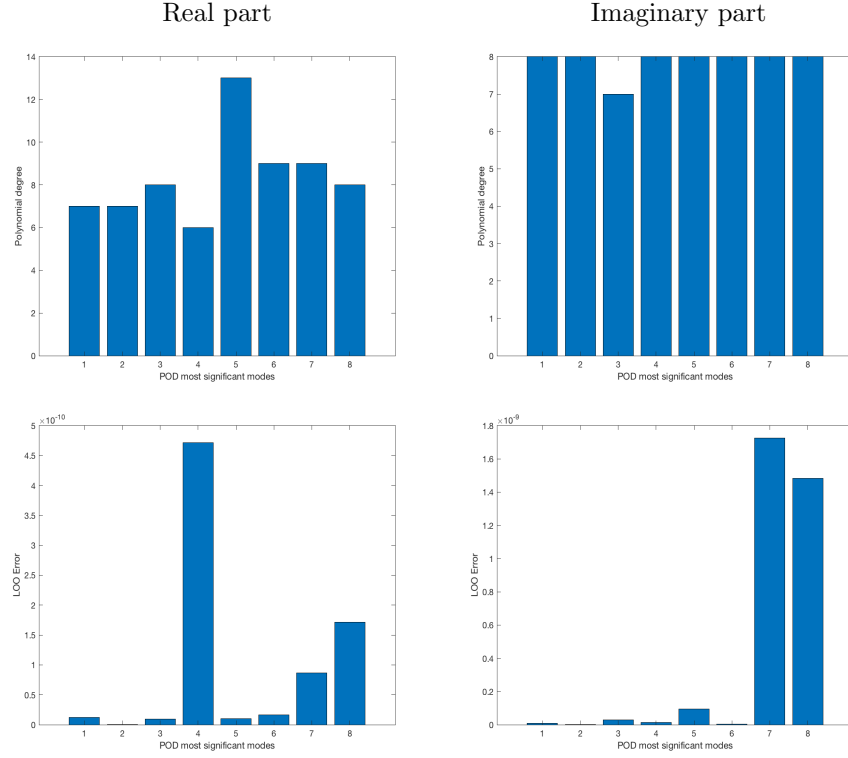 Real part
Imaginary part
14
12
10
8
6
4
2
0
Polynomial degree
1 2 3 4 5 6 7 8
POD most significant modes
8
7
6
5
4
3
2
1
0
Polynomial degree
1 2 3 4 5 6 7 8
POD most significant modes
×10⁻¹⁰
5
4.5
4
3.5
3
2.5
2
1.5
1
0.5
0
LOO Error
1 2 3 4 5 6 7 8
POD most significant modes
×10⁻⁹
1.8
1.6
1.4
1.2
1
0.8
0.6
0.4
0.2
0
LOO Error
1 2 3 4 5 6 7 8
POD most significant modes